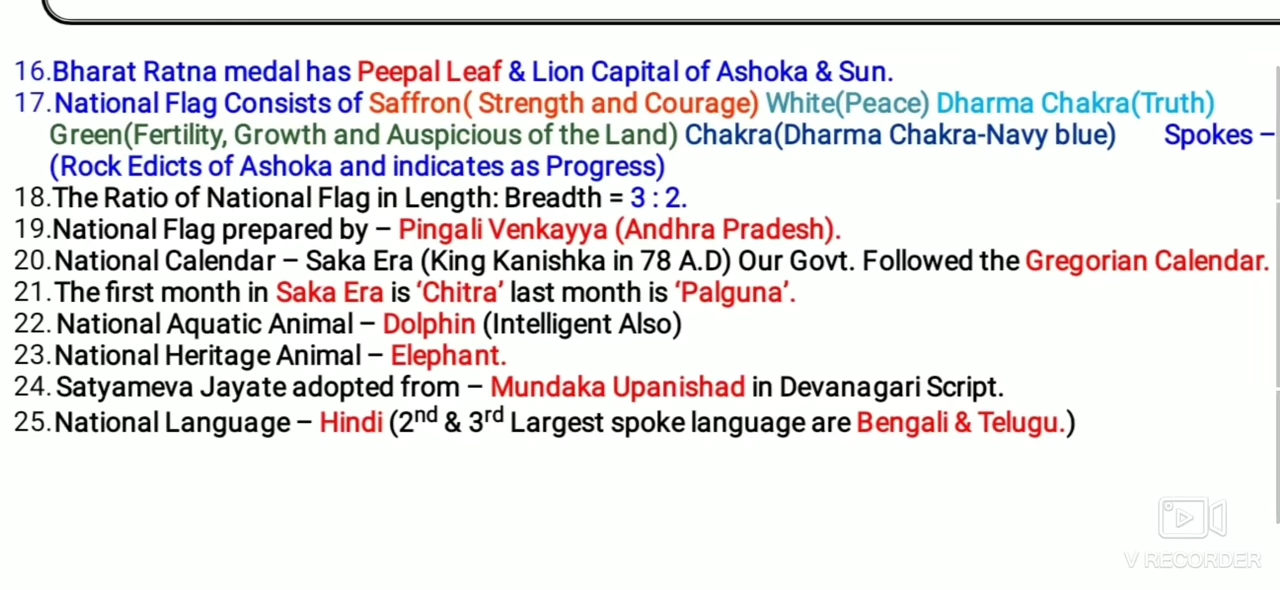 16.Bharat Ratna medal has Peepal Leaf & Lion Capital of Ashoka & Sun.
17.National Flag Consists of Saffron( Strength and Courage) White(Peace) Dharma Chakra(Truth)
Green(Fertility, Growth and Auspicious of the Land) Chakra(Dharma Chakra-Navy blue) Spokes –
(Rock Edicts of Ashoka and indicates as Progress)
18.The Ratio of National Flag in Length: Breadth = 3 : 2.
19.National Flag prepared by – Pingali Venkayya (Andhra Pradesh).
20.National Calendar – Saka Era (King Kanishka in 78 A.D) Our Govt. Followed the Gregorian Calendar.
21.The first month in Saka Era is ‘Chitra’ last month is ‘Palguna’.
22.National Aquatic Animal – Dolphin (Intelligent Also)
23.National Heritage Animal – Elephant.
24.Satyameva Jayate adopted from – Mundaka Upanishad in Devanagari Script.
25.National Language – Hindi (2nd & 3rd Largest spoke language are Bengali & Telugu.)
V RECORDER